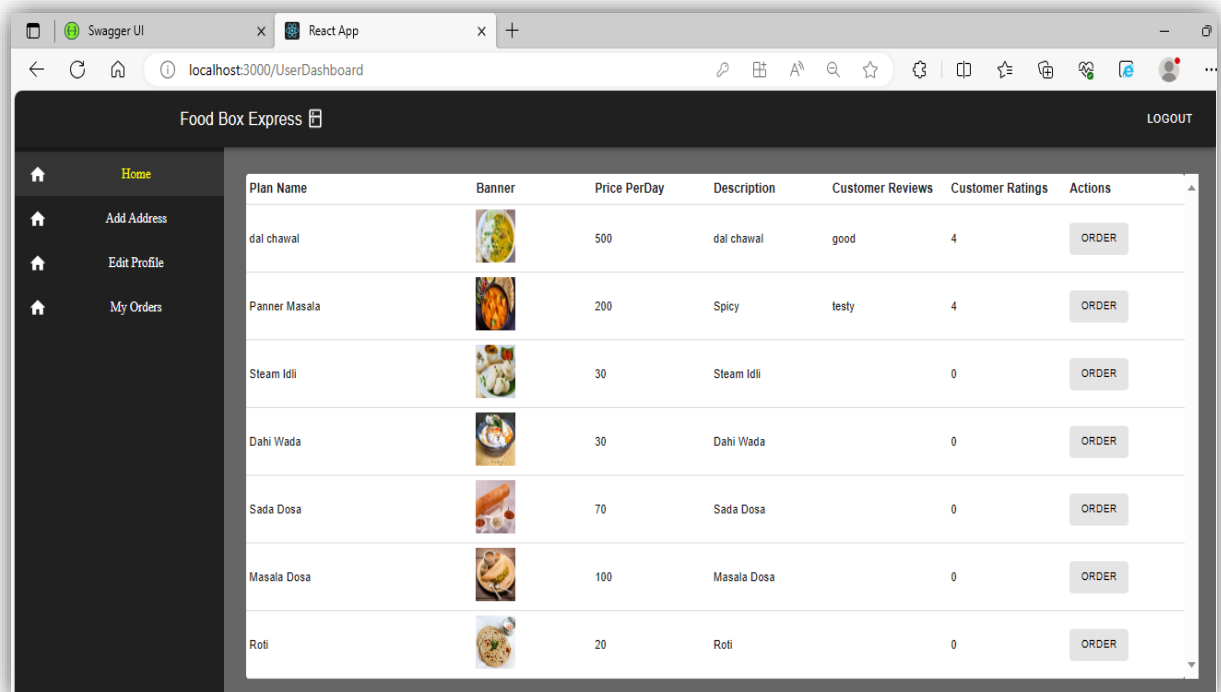 Swagger UI
React App
localhost:3000/UserDashboard
Food Box Express
LOGOUT
Home
Add Address
Edit Profile
My Orders
Plan Name Banner Price PerDay Description Customer Reviews Customer Ratings Actions
dal chawal 500 dal chawal good 4 ORDER
Panner Masala 200 Spicy testy 4 ORDER
Steam Idli 30 Steam Idli 0 ORDER
Dahi Wada 30 Dahi Wada 0 ORDER
Sada Dosa 70 Sada Dosa 0 ORDER
Masala Dosa 100 Masala Dosa 0 ORDER
Roti 20 Roti 0 ORDER